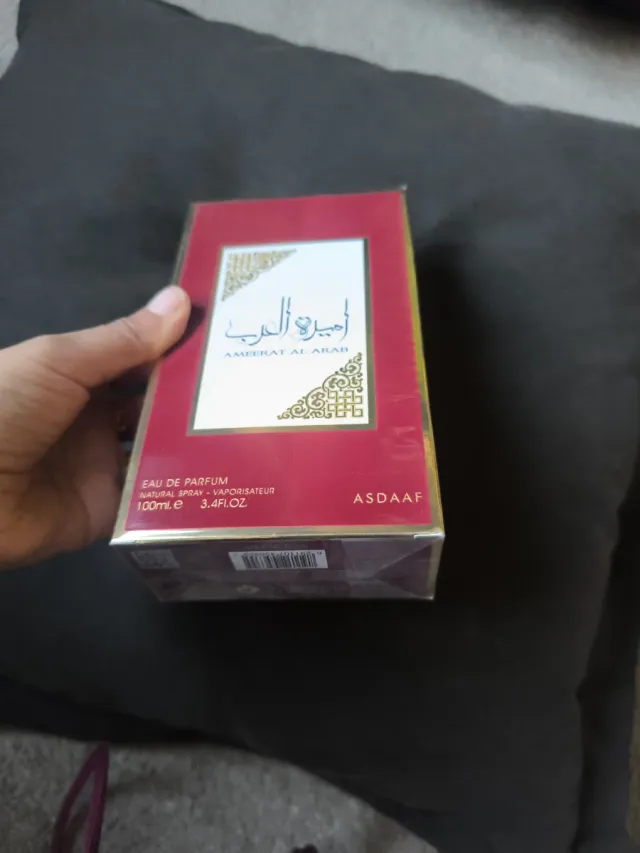 اميرة العرب
AMEERAT AL ARAB
EAU DE PARFUM
NATURAL SPRAY - VAPORISATEUR
100ml.e 3.4Fl.OZ.
ASDAAF